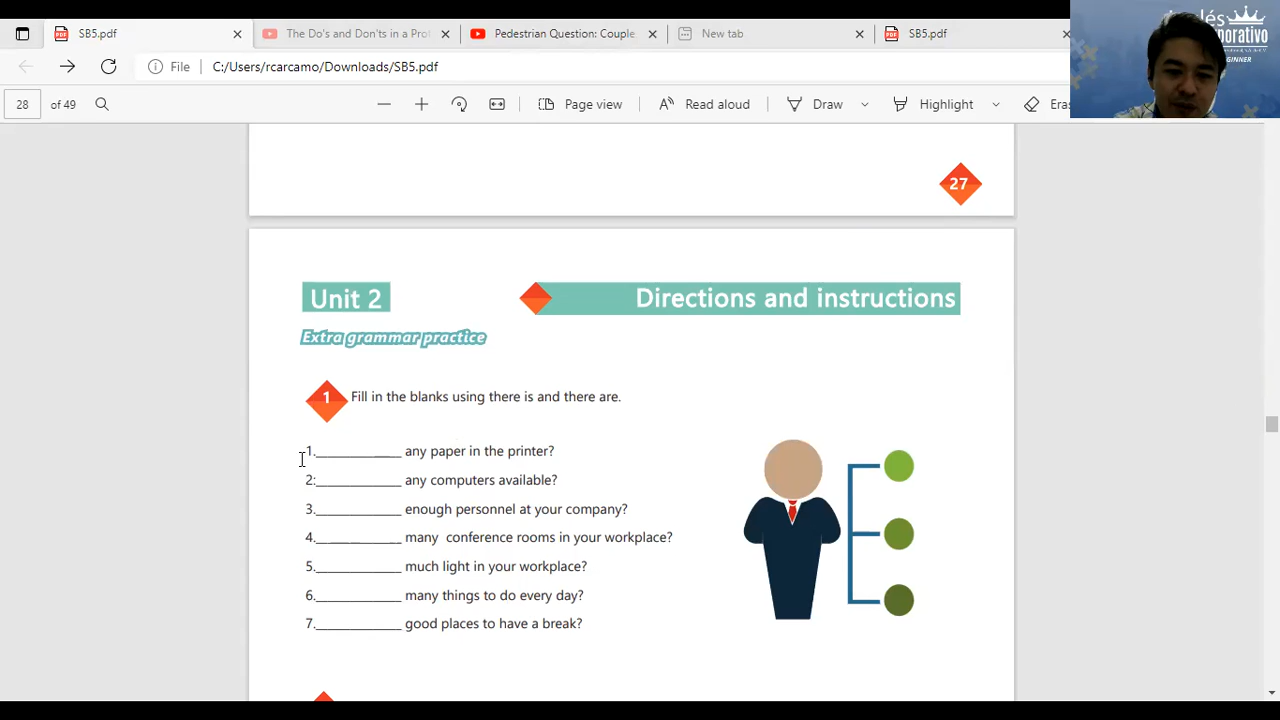 SB5.pdf
The Do's and Don'ts in a Prof
Pedestrian Question: Couple
New tab
SB5.pdf
File
C:/Users/rcarcamo/Downloads/SB5.pdf
28
of 49
Page view
Read aloud
Draw
Highlight
27
Unit 2
Directions and instructions
Extra grammar practice
1
Fill in the blanks using there is and there are.
1.____________ any paper in the printer?
2:____________ any computers available?
3.____________ enough personnel at your company?
4.____________ many conference rooms in your workplace?
5.____________ much light in your workplace?
6.____________ many things to do every day?
7.____________ good places to have a break?